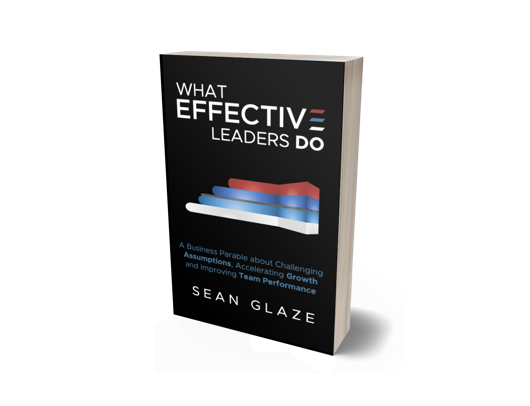 WHAT
EFFECTIVE
LEADERS DO
A Business Parable about Challenging
Assumptions, Accelerating Growth
and Improving Team Performance
SEAN GLAZE